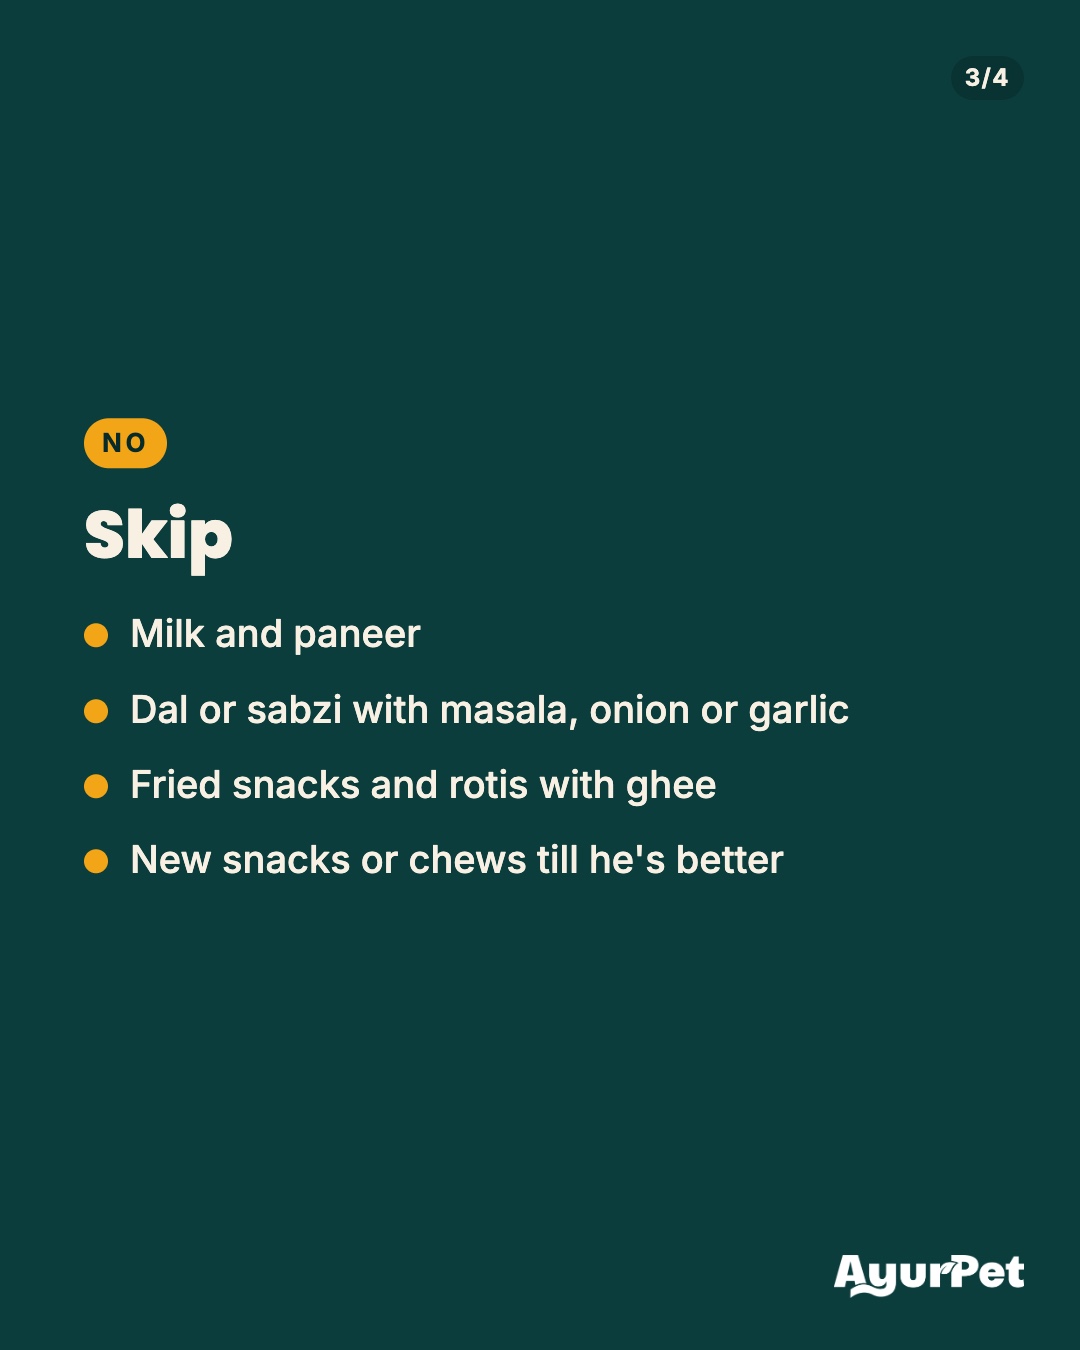 3/4
NO
Skip
Milk and paneer
Dal or sabzi with masala, onion or garlic
Fried snacks and rotis with ghee
New snacks or chews till he's better
AyurPet